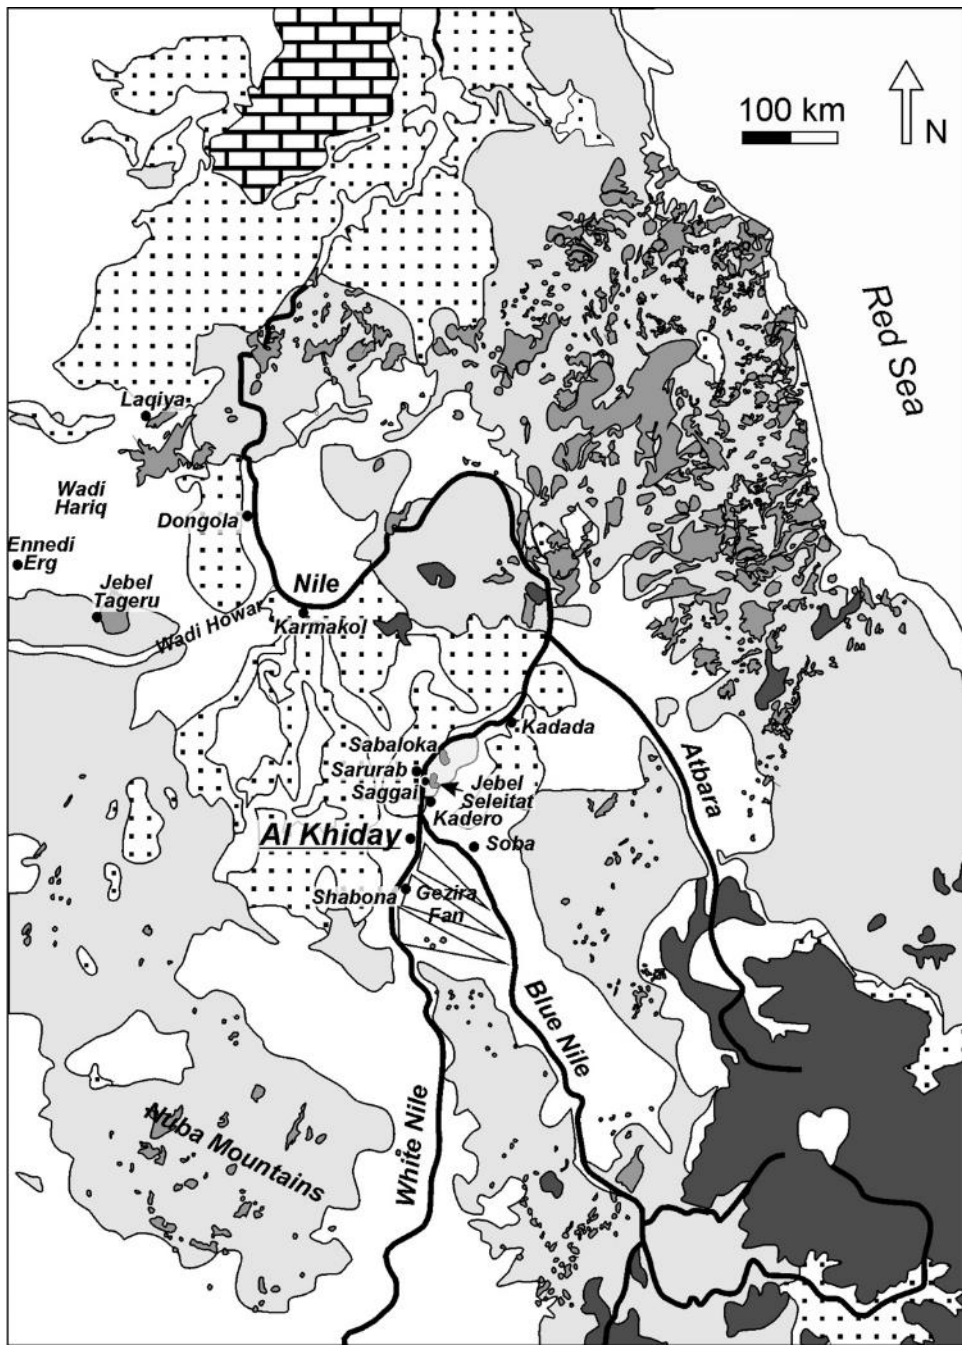 100 km
N
Red Sea
Laqiya
Wadi
Hariq
Dongola
Ennedi
Erg
Jebel
Tageru
Nile
Wadi Howar
Karmakol
Kadada
Sabaloka
Sarurab
Saggai
Jebel
Seleitat
Kadero
Atbara
Al Khiday
Soba
Shabona
Gezira
Fan
Blue Nile
White Nile
Nuba Mountains